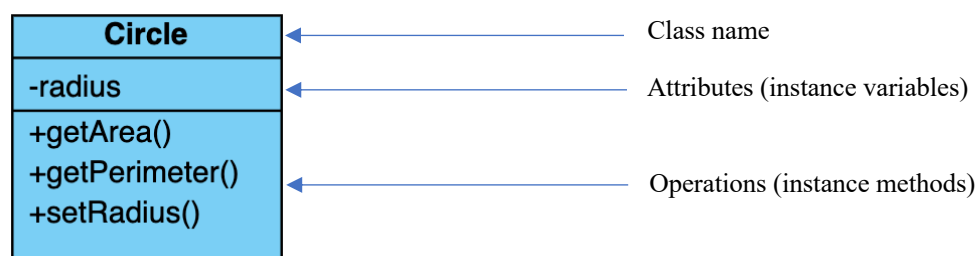 Circle
Class name
-radius
Attributes (instance variables)
+getArea()
+getPerimeter()
Operations (instance methods)
+setRadius()